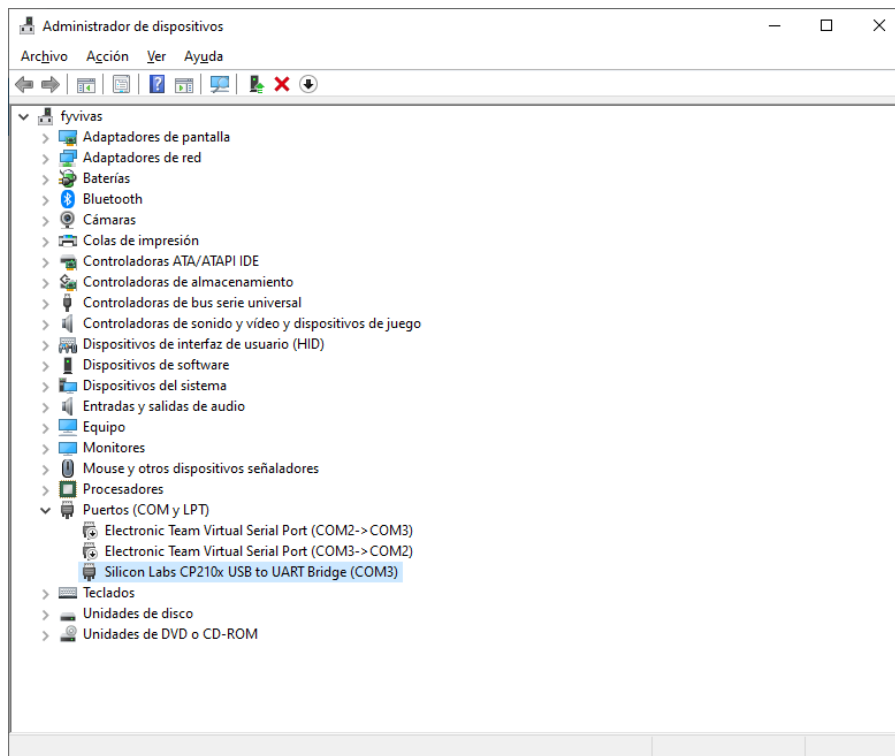 Administrador de dispositivos
Archivo Acción Ver Ayuda
fyvivas
Adaptadores de pantalla
Adaptadores de red
Baterías
Bluetooth
Cámaras
Colas de impresión
Controladoras ATA/ATAPI IDE
Controladoras de almacenamiento
Controladoras de bus serie universal
Controladoras de sonido y vídeo y dispositivos de juego
Dispositivos de interfaz de usuario (HID)
Dispositivos de software
Dispositivos del sistema
Entradas y salidas de audio
Equipo
Monitores
Mouse y otros dispositivos señaladores
Procesadores
Puertos (COM y LPT)
Electronic Team Virtual Serial Port (COM2->COM3)
Electronic Team Virtual Serial Port (COM3->COM2)
Silicon Labs CP210x USB to UART Bridge (COM3)
Teclados
Unidades de disco
Unidades de DVD o CD-ROM